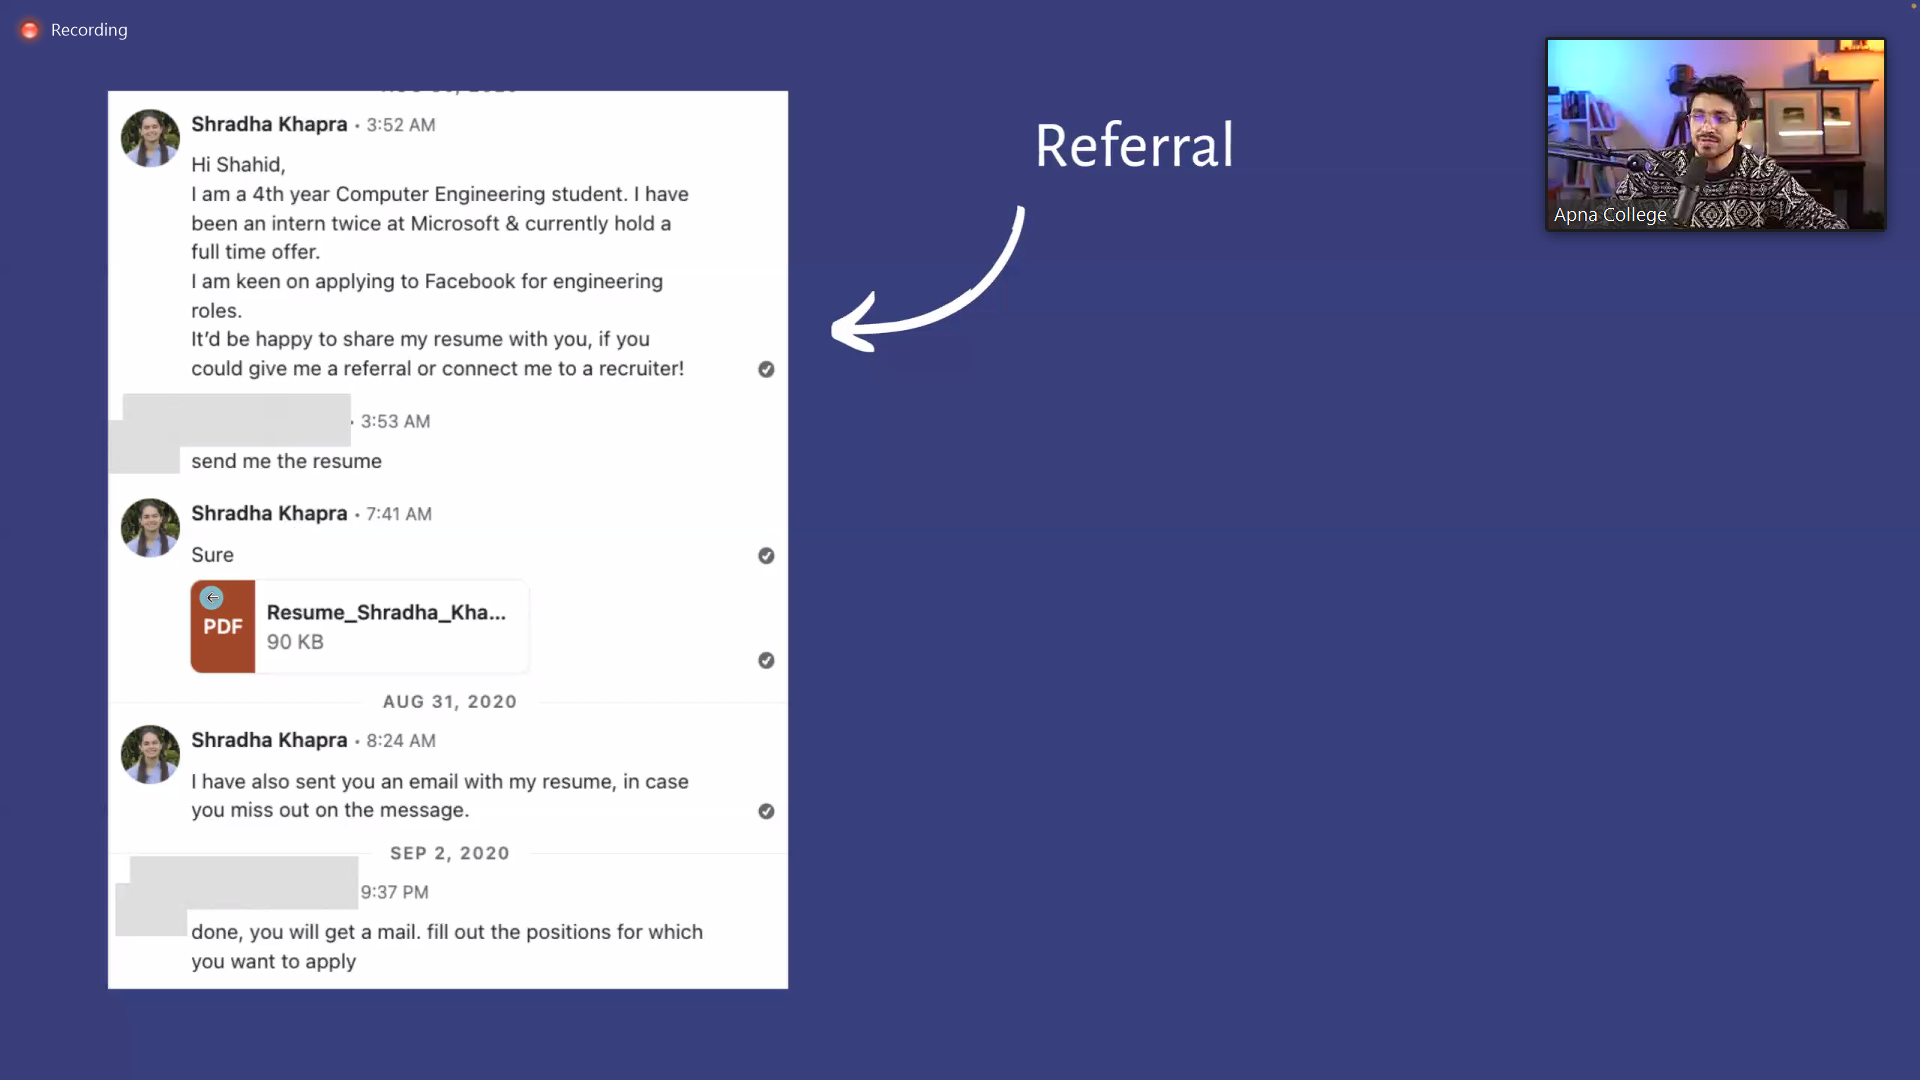 Recording
Shradha Khapra • 3:52 AM
Hi Shahid,
I am a 4th year Computer Engineering student. I have
been an intern twice at Microsoft & currently hold a
full time offer.
I am keen on applying to Facebook for engineering
roles.
It'd be happy to share my resume with you, if you
could give me a referral or connect me to a recruiter!
• 3:53 AM
send me the resume
Shradha Khapra • 7:41 AM
Sure
PDF
Resume_Shradha_Kha...
90 KB
AUG 31, 2020
Shradha Khapra • 8:24 AM
I have also sent you an email with my resume, in case
you miss out on the message.
SEP 2, 2020
9:37 PM
done, you will get a mail. fill out the positions for which
you want to apply
Referral
Apna College